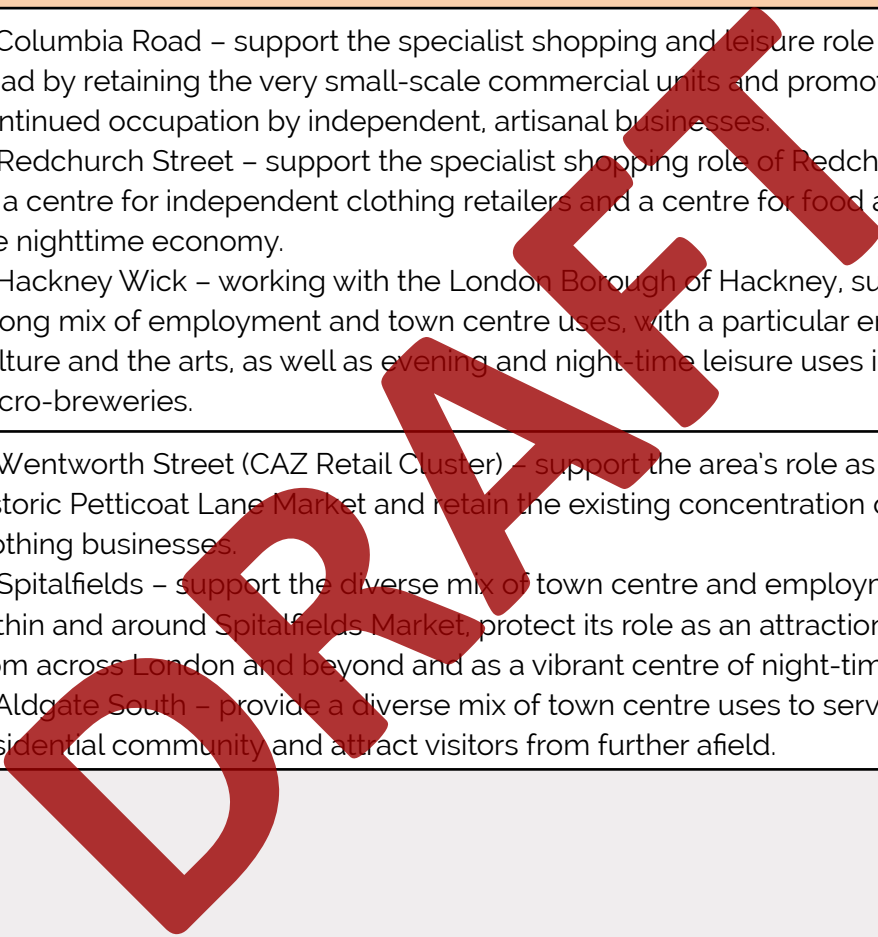 Columbia Road – support the specialist shopping and leisure role
ad by retaining the very small-scale commercial units and promot
ntinued occupation by independent, artisanal businesses.
Redchurch Street – support the specialist shopping role of Redch
a centre for independent clothing retailers and a centre for food a
e nighttime economy.
Hackney Wick – working with the London Borough of Hackney, su
ong mix of employment and town centre uses, with a particular e
lture and the arts, as well as evening and night-time leisure uses i
cro-breweries.
Wentworth Street (CAZ Retail Cluster) – support the area's role as
storic Petticoat Lane Market and retain the existing concentration
othing businesses.
Spitalfields – support the diverse mix of town centre and employm
thin and around Spitalfields Market, protect its role as an attraction
om across London and beyond and as a vibrant centre of night-tim
Aldgate South – provide a diverse mix of town centre uses to serv
sidential community and attract visitors from further afield.
DRAFT